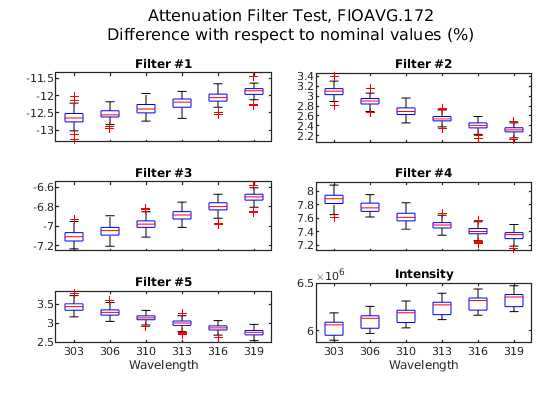 Attenuation Filter Test, FIOAVG.172
Difference with respect to nominal values (%)
Filter #1
-11.5
-12
-12.5
-13
Filter #2
3.4
3.2
3
2.8
2.6
2.4
2.2
Filter #3
-6.6
-6.8
-7
-7.2
Filter #4
8
7.8
7.6
7.4
7.2
Filter #5
3.5
3
2.5
303 306 310 313 316 319
Wavelength
Intensity
×10⁶
6.5
6
303 306 310 313 316 319
Wavelength